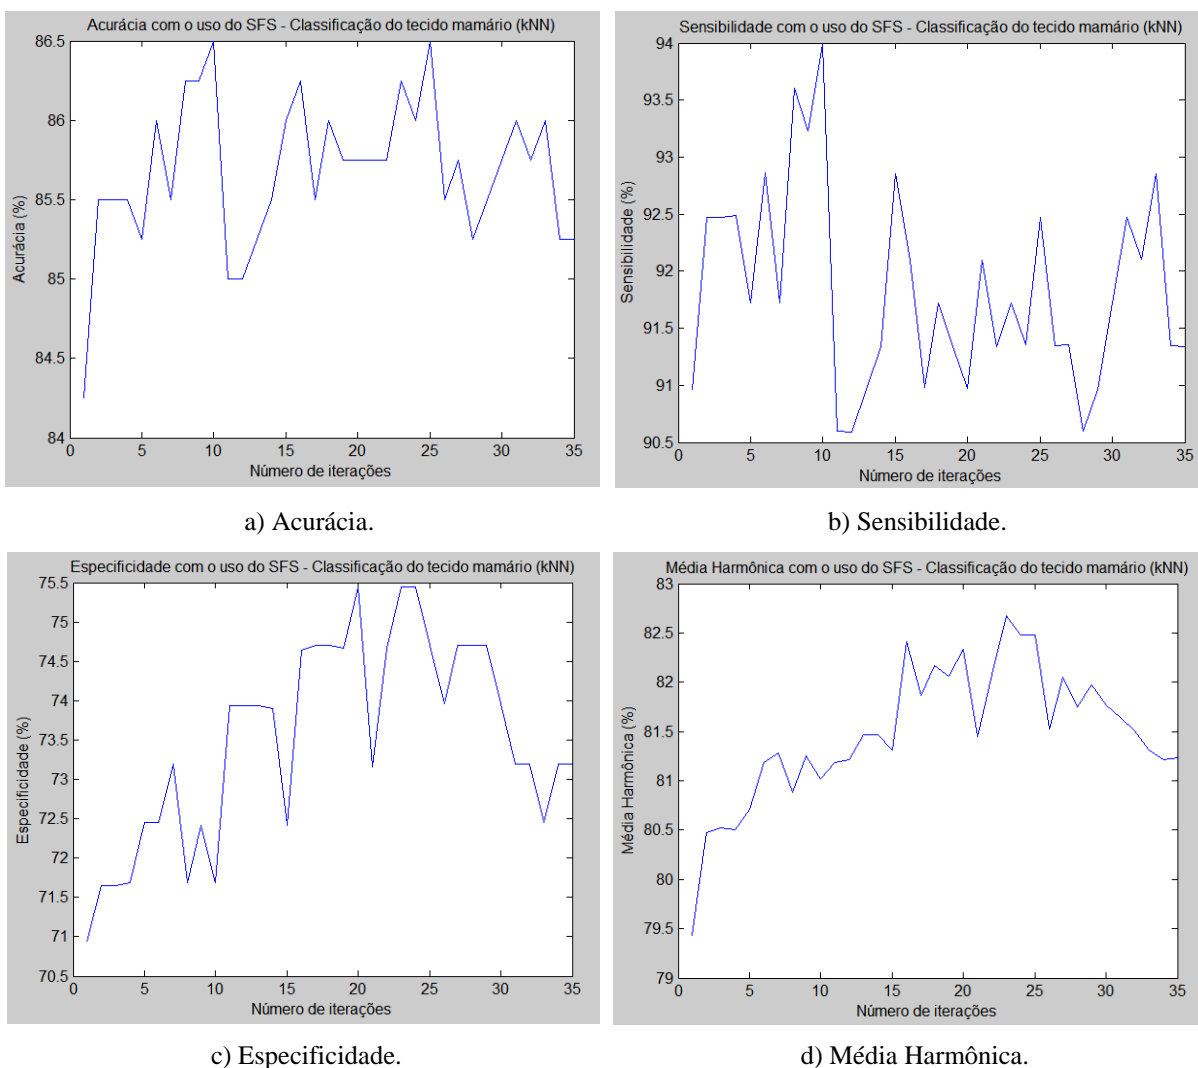 Acurácia com o uso do SFS - Classificação do tecido mamário (kNN)
86.5
86
85.5
85
84.5
84
Acurácia (%)
0 5 10 15 20 25 30 35
Número de iterações
a) Acurácia.
Sensibilidade com o uso do SFS - Classificação do tecido mamário (kNN)
94
93.5
93
92.5
92
91.5
91
90.5
Sensibilidade (%)
0 5 10 15 20 25 30 35
Número de iterações
b) Sensibilidade.
Especificidade com o uso do SFS - Classificação do tecido mamário (kNN)
75.5
75
74.5
74
73.5
73
72.5
72
71.5
71
70.5
Especificidade (%)
0 5 10 15 20 25 30 35
Número de iterações
c) Especificidade.
Média Harmônica com o uso do SFS - Classificação do tecido mamário (kNN)
83
82.5
82
81.5
81
80.5
80
79.5
79
Média Harmônica (%)
0 5 10 15 20 25 30 35
Número de iterações
d) Média Harmônica.